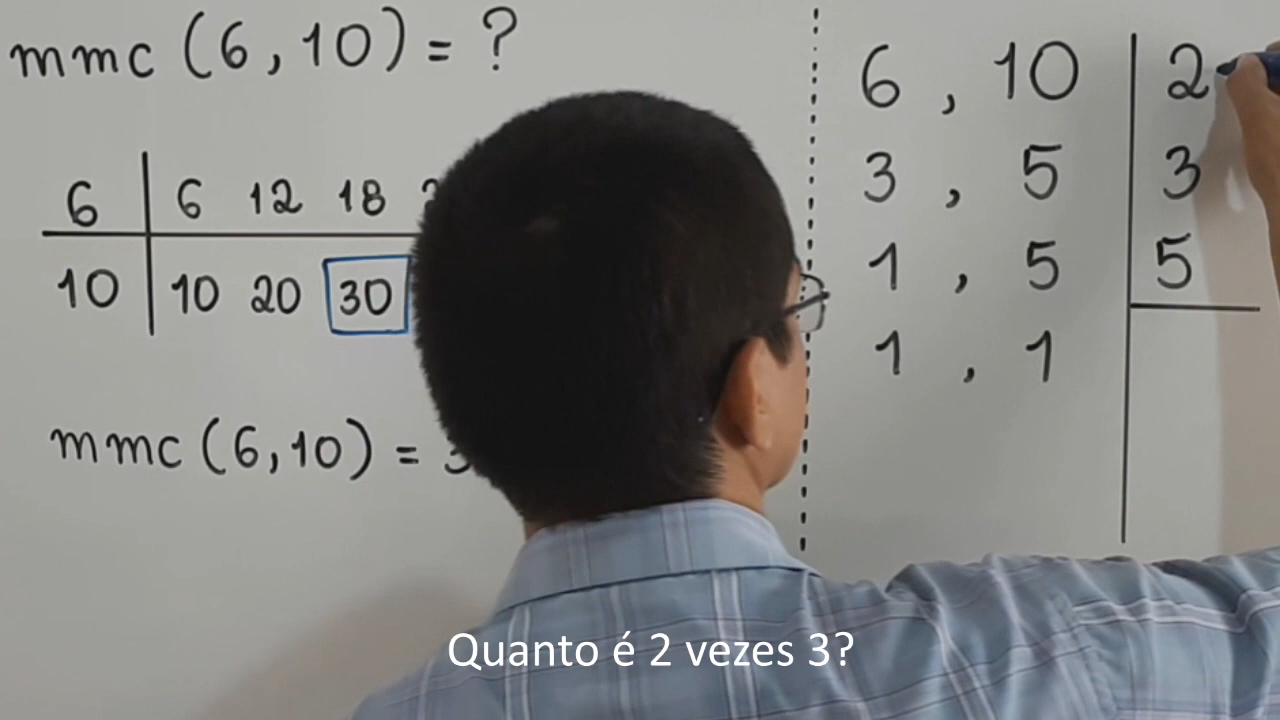 mmc (6, 10) = ?
6 6 12 18
10 10 20 30
mmc (6, 10) =
6 , 10 2
3 , 5 3
1 , 5 5
1 , 1
Quanto é 2 vezes 3?